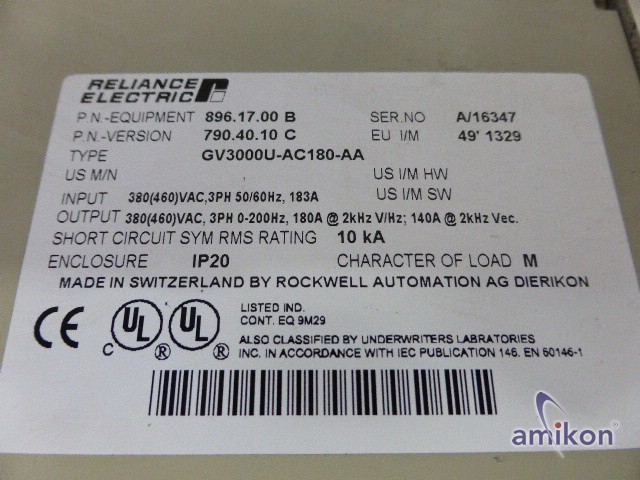 RELIANCE
ELECTRIC R
P.N.-EQUIPMENT 896.17.00 B SER.NO A/16347
P.N.-VERSION 790.40.10 C EU I/M 49' 1329
TYPE GV3000U-AC180-AA
US M/N US I/M HW
US I/M SW
INPUT 380(460)VAC,3PH 50/60Hz, 183A
OUTPUT 380(460)VAC, 3PH 0-200Hz, 180A @ 2kHz V/Hz; 140A @ 2kHz Vec.
SHORT CIRCUIT SYM RMS RATING 10 kA
ENCLOSURE IP20 CHARACTER OF LOAD M
MADE IN SWITZERLAND BY ROCKWELL AUTOMATION AG DIERIKON
CE C UL ® UL ®
LISTED IND.
CONT. EQ 9M29
ALSO CLASSIFIED BY UNDERWRITERS LABRATORIES
INC. IN ACCORDANCE WITH IEC PUBLICATION 146. EN 60146-1
amikon